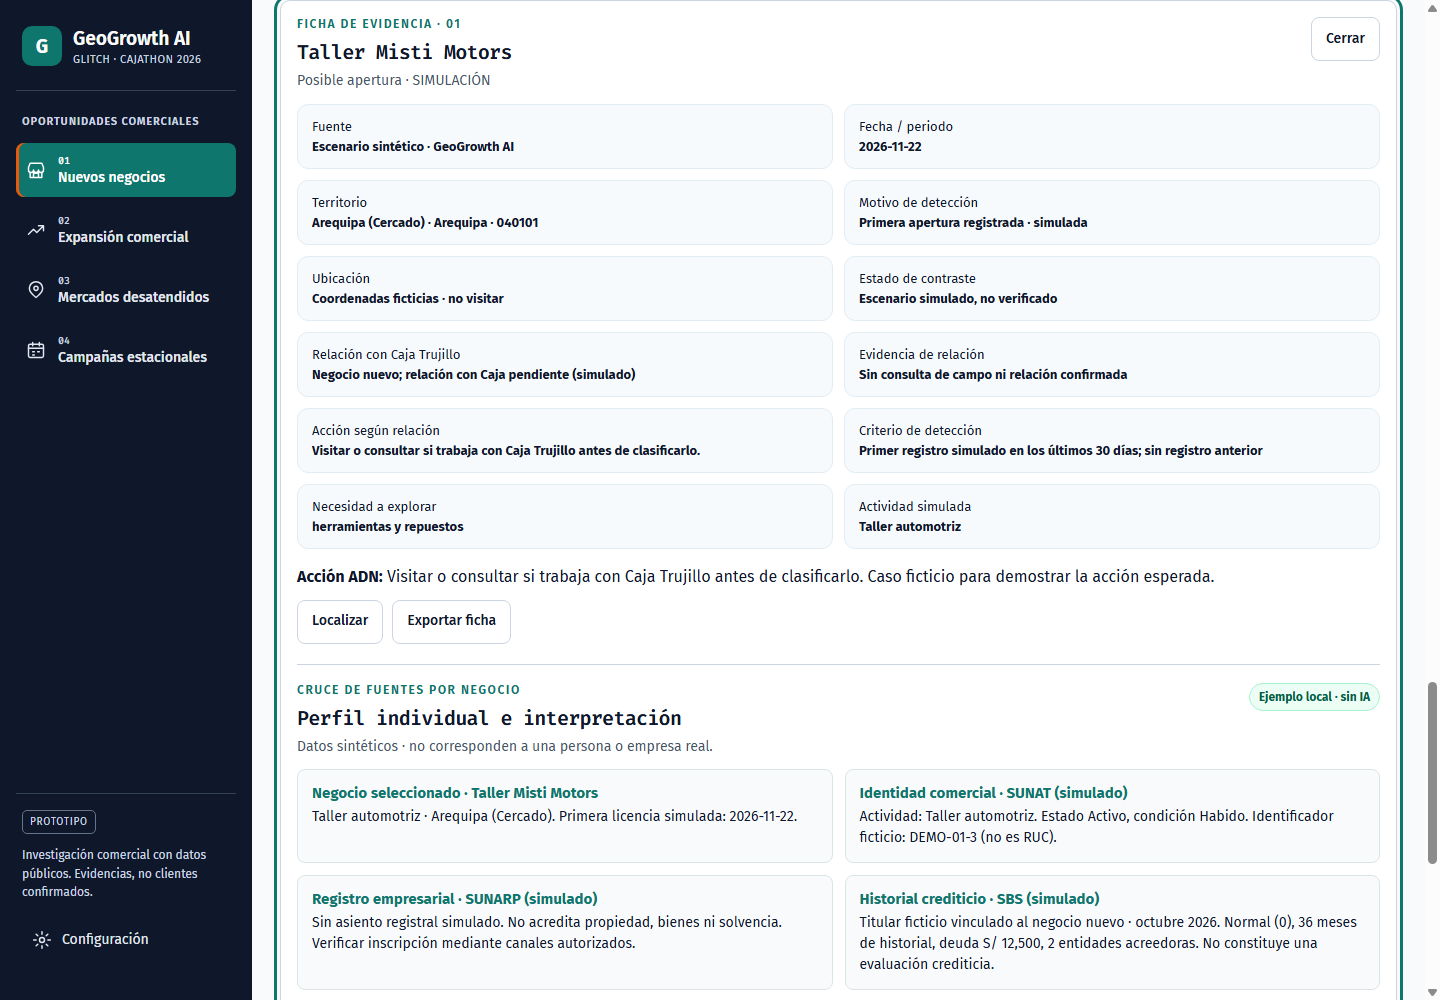 G
GeoGrowth AI
GLITCH · CAJATHON 2026
OPORTUNIDADES COMERCIALES
01
Nuevos negocios
02
Expansión comercial
03
Mercados desatendidos
04
Campañas estacionales
PROTOTIPO
Investigación comercial con datos
públicos. Evidencias, no clientes
confirmados.
Configuración
FICHA DE EVIDENCIA · 01
Taller Misti Motors
Posible apertura · SIMULACIÓN
Cerrar
Fuente
Escenario sintético · GeoGrowth AI
Fecha / periodo
2026-11-22
Territorio
Arequipa (Cercado) · Arequipa · 040101
Motivo de detección
Primera apertura registrada · simulada
Ubicación
Coordenadas ficticias · no visitar
Estado de contraste
Escenario simulado, no verificado
Relación con Caja Trujillo
Negocio nuevo; relación con Caja pendiente (simulado)
Evidencia de relación
Sin consulta de campo ni relación confirmada
Acción según relación
Visitar o consultar si trabaja con Caja Trujillo antes de clasificarlo.
Criterio de detección
Primer registro simulado en los últimos 30 días; sin registro anterior
Necesidad a explorar
herramientas y repuestos
Actividad simulada
Taller automotriz
Acción ADN: Visitar o consultar si trabaja con Caja Trujillo antes de clasificarlo. Caso ficticio para demostrar la acción esperada.
Localizar
Exportar ficha
CRUCE DE FUENTES POR NEGOCIO
Perfil individual e interpretación
Datos sintéticos · no corresponden a una persona o empresa real.
Ejemplo local · sin IA
Negocio seleccionado · Taller Misti Motors
Taller automotriz · Arequipa (Cercado). Primera licencia simulada: 2026-11-22.
Identidad comercial · SUNAT (simulado)
Actividad: Taller automotriz. Estado Activo, condición Habido. Identificador
ficticio: DEMO-01-3 (no es RUC).
Registro empresarial · SUNARP (simulado)
Sin asiento registral simulado. No acredita propiedad, bienes ni solvencia.
Verificar inscripción mediante canales autorizados.
Historial crediticio · SBS (simulado)
Titular ficticio vinculado al negocio nuevo · octubre 2026. Normal (0), 36 meses
de historial, deuda S/ 12,500, 2 entidades acreedoras. No constituye una
evaluación crediticia.